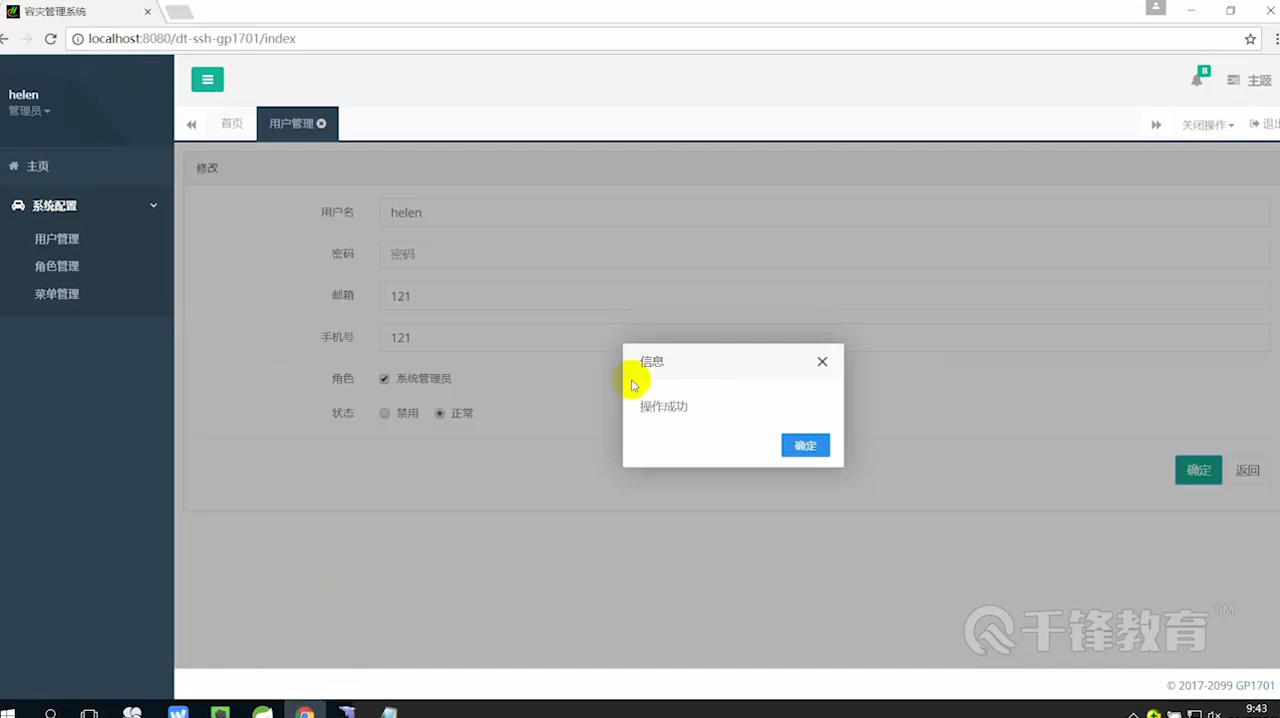 容灾管理系统
localhost:8080/dt-ssh-gp1701/index
helen
管理员
8
主题
首页
用户管理
关闭操作
退出
主页
系统配置
用户管理
角色管理
菜单管理
修改
用户名 helen
密码 密码
邮箱 121
手机号 121
角色 系统管理员
状态 禁用 正常
信息
操作成功
确定
确定 返回
千锋教育 TM
© 2017-2099 GP1701
9:43